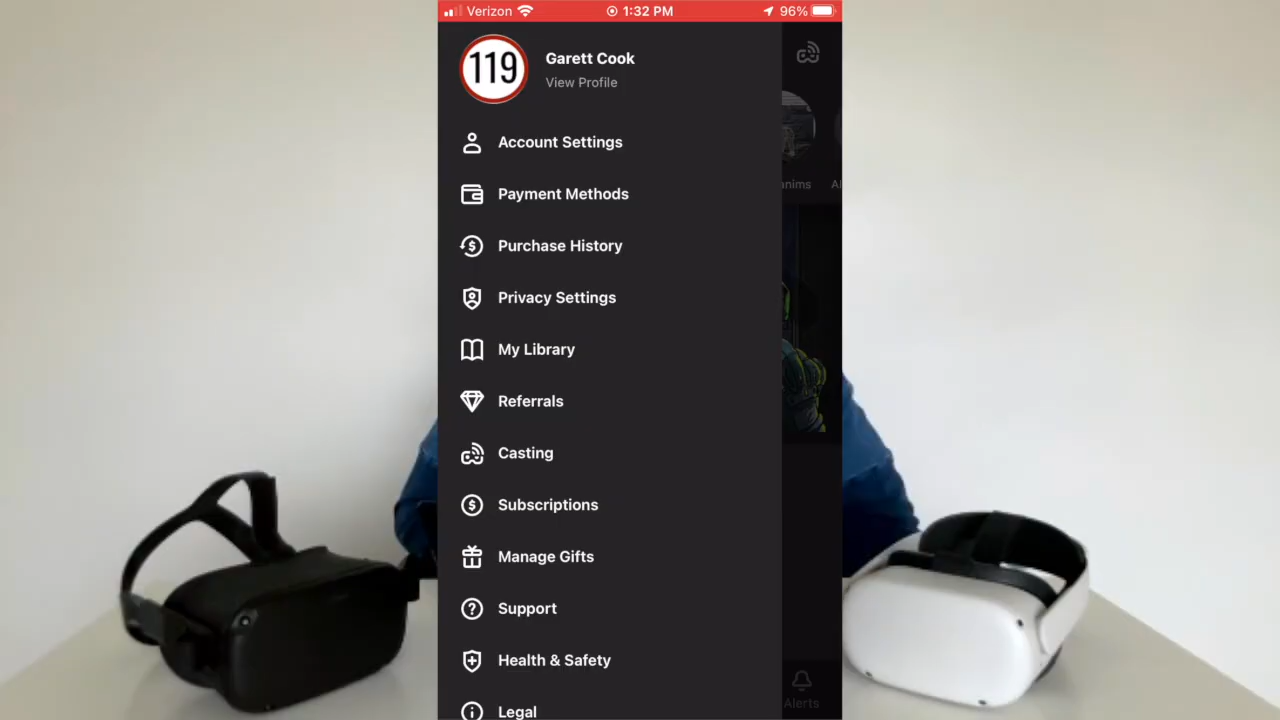 Verizon 1:32 PM 96%
119
Garett Cook
View Profile
Account Settings
Payment Methods
Purchase History
Privacy Settings
My Library
Referrals
Casting
Subscriptions
Manage Gifts
Support
Health & Safety
Legal
Alerts